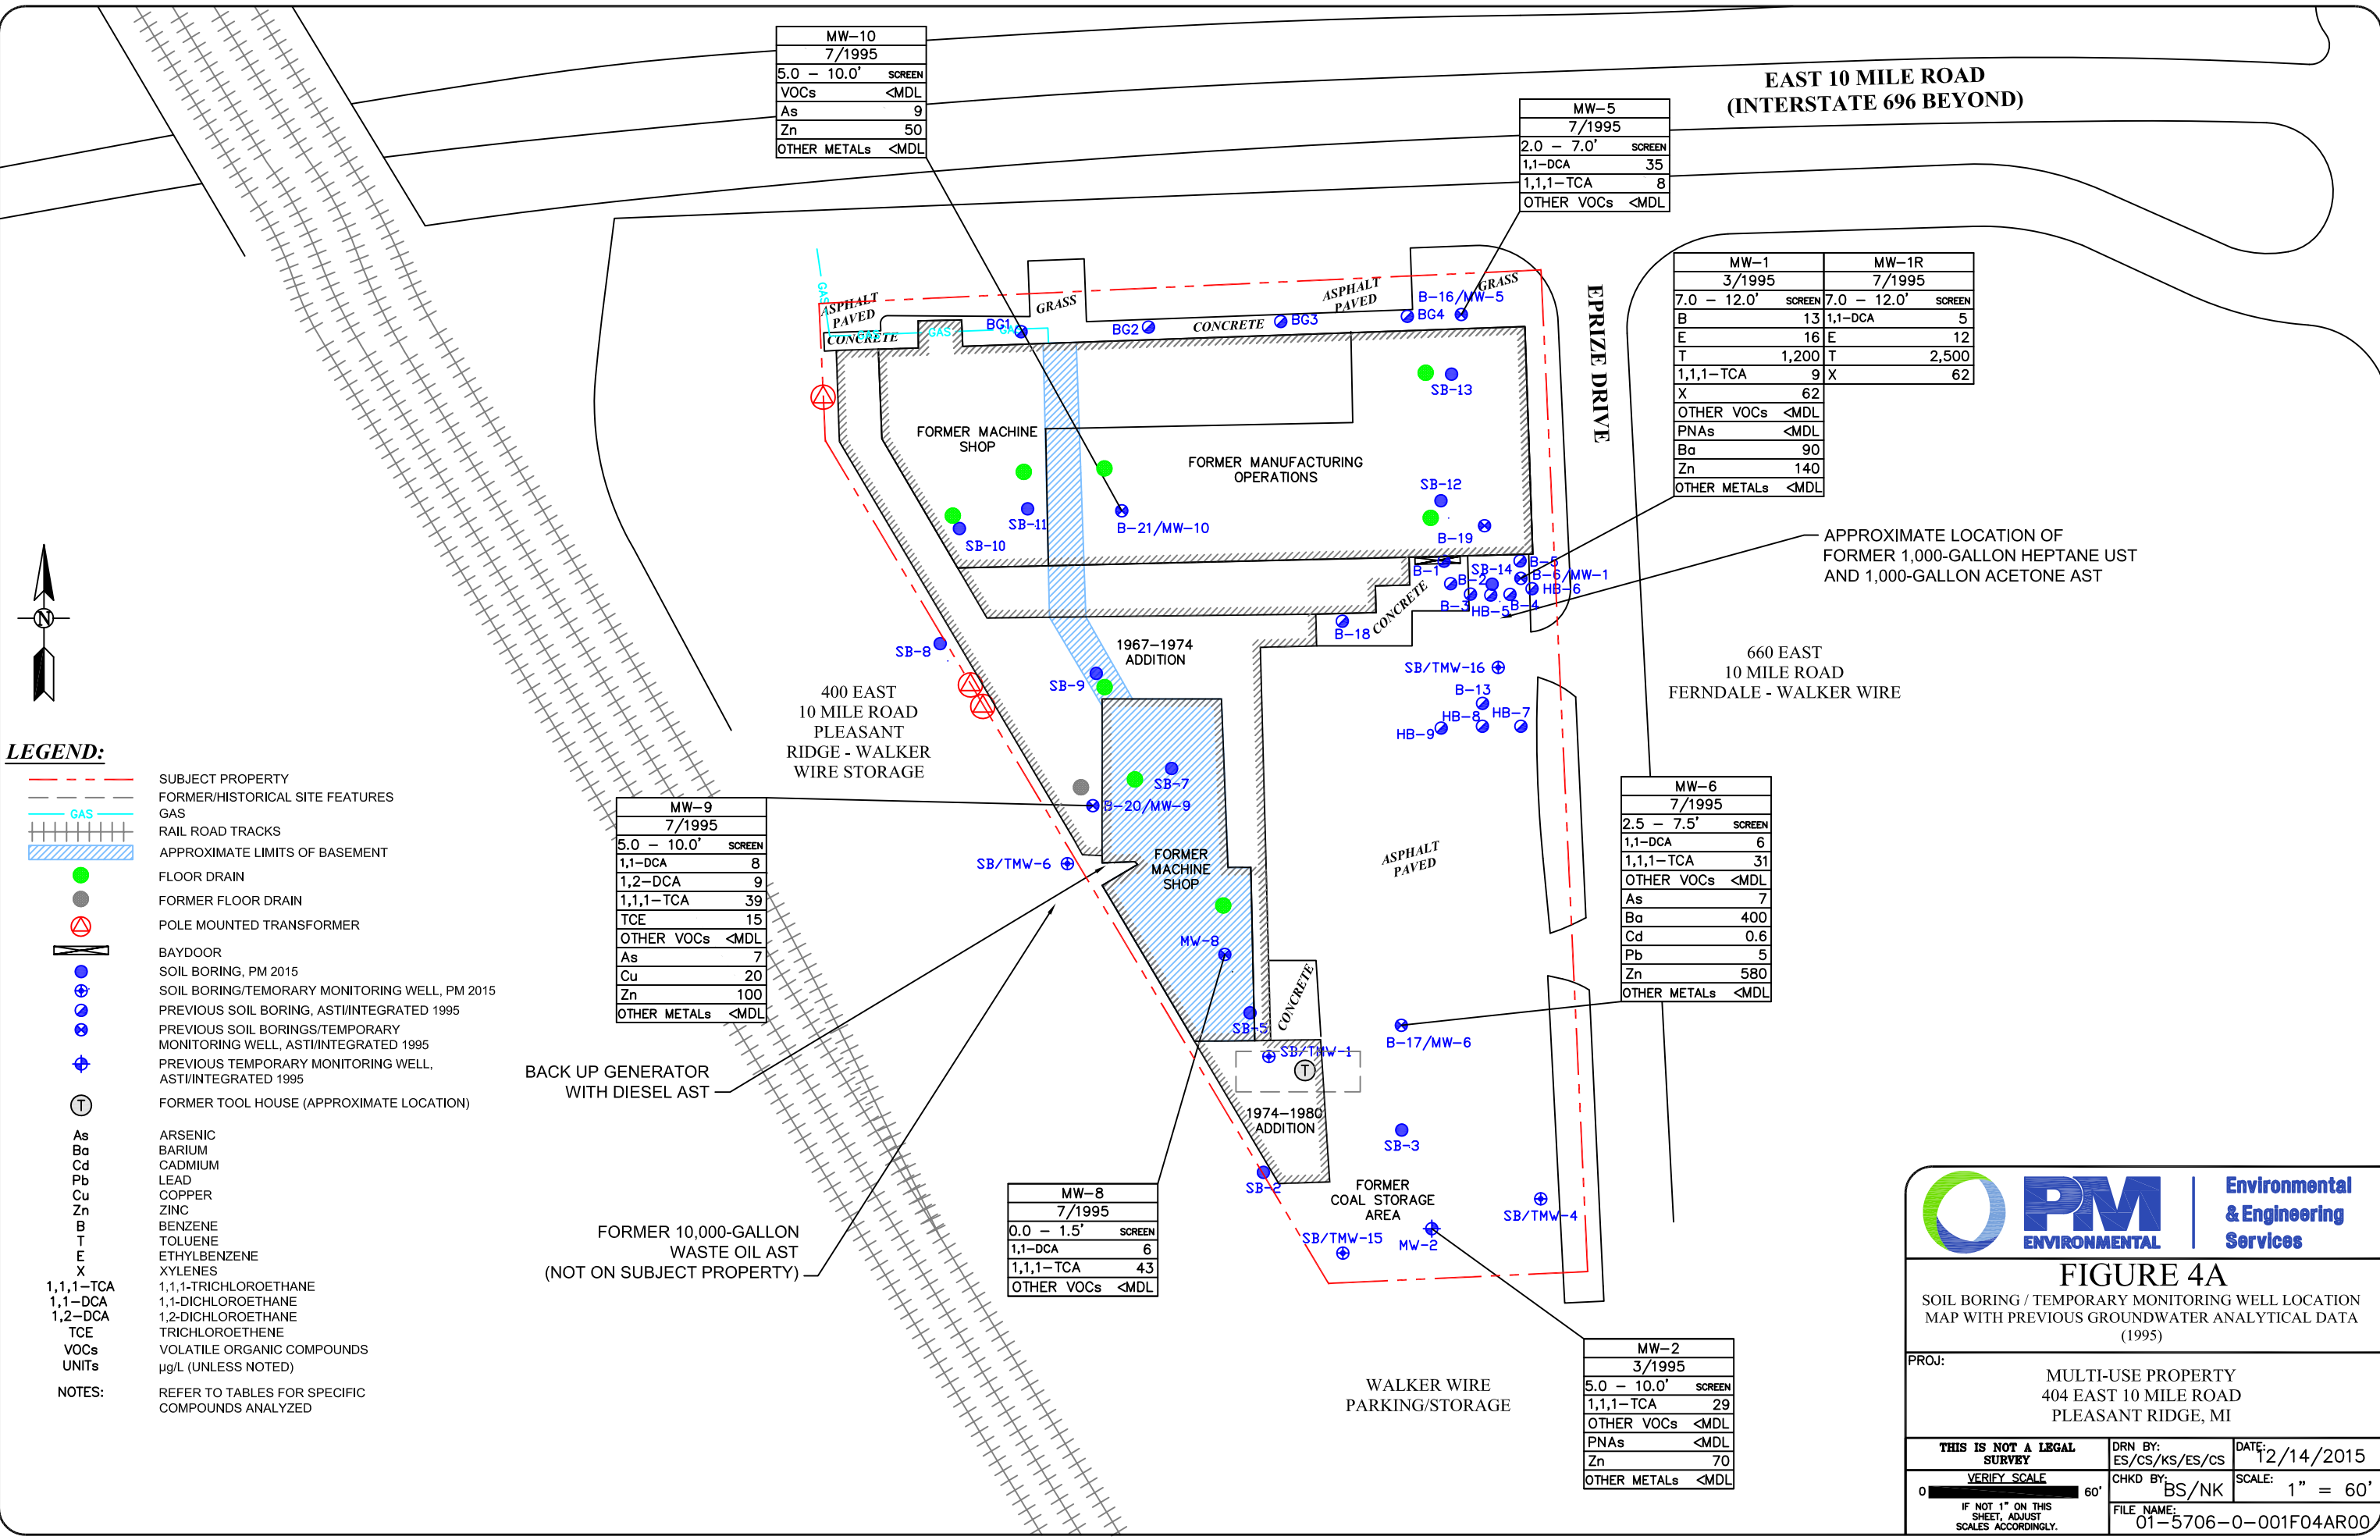 MW-10
7/1995
5.0 - 10.0' SCREEN
VOCs <MDL
As 9
Zn 50
OTHER METALs <MDL
EAST 10 MILE ROAD
(INTERSTATE 696 BEYOND)
MW-5
7/1995
2.0 - 7.0' SCREEN
1,1-DCA 35
1,1,1-TCA 8
OTHER VOCs <MDL
MW-1 MW-1R
3/1995 7/1995
7.0 - 12.0' SCREEN 7.0 - 12.0' SCREEN
B 13 1,1-DCA 5
E 16 E 12
T 1,200 T 2,500
1,1,1-TCA 9 X 62
X 62
OTHER VOCs <MDL
PNAs <MDL
Ba 90
Zn 140
OTHER METALs <MDL
GAS
ASPHALT
PAVED
CONCRETE
GAS
GAS
GAS
BG1
GRASS
BG2
CONCRETE
BG3
ASPHALT
PAVED
BG4
B-16/MW-5
GRASS
EPRIZE DRIVE
SB-13
FORMER MACHINE
SHOP
FORMER MANUFACTURING
OPERATIONS
SB-12
SB-11
SB-10
B-21/MW-10
B-19
B-1
B-2
SB-14
B-5
B-6/MW-1
HB-6
B-3
HB-5
B-4
CONCRETE
B-18
APPROXIMATE LOCATION OF
FORMER 1,000-GALLON HEPTANE UST
AND 1,000-GALLON ACETONE AST
N
SB-8
1967-1974
ADDITION
SB-9
SB/TMW-16
B-13
HB-8
HB-7
HB-9
660 EAST
10 MILE ROAD
FERNDALE - WALKER WIRE
400 EAST
10 MILE ROAD
PLEASANT
RIDGE - WALKER
WIRE STORAGE
SB-7
B-20/MW-9
SB/TMW-6
FORMER
MACHINE
SHOP
ASPHALT
PAVED
MW-8
SB-5
CONCRETE
SB/TMW-1
T
B-17/MW-6
1974-1980
ADDITION
SB-3
SB-2
FORMER
COAL STORAGE
AREA
SB/TMW-4
SB/TMW-15
MW-2
WALKER WIRE
PARKING/STORAGE
MW-9
7/1995
5.0 - 10.0' SCREEN
1,1-DCA 8
1,2-DCA 9
1,1,1-TCA 39
TCE 15
OTHER VOCs <MDL
As 7
Cu 20
Zn 100
OTHER METALs <MDL
MW-6
7/1995
2.5 - 7.5' SCREEN
1,1-DCA 6
1,1,1-TCA 31
OTHER VOCs <MDL
As 7
Ba 400
Cd 0.6
Pb 5
Zn 580
OTHER METALs <MDL
BACK UP GENERATOR
WITH DIESEL AST
FORMER 10,000-GALLON
WASTE OIL AST
(NOT ON SUBJECT PROPERTY)
MW-8
7/1995
0.0 - 1.5' SCREEN
1,1-DCA 6
1,1,1-TCA 43
OTHER VOCs <MDL
MW-2
3/1995
5.0 - 10.0' SCREEN
1,1,1-TCA 29
OTHER VOCs <MDL
PNAs <MDL
Zn 70
OTHER METALs <MDL
LEGEND:
SUBJECT PROPERTY
FORMER/HISTORICAL SITE FEATURES
GAS GAS
RAIL ROAD TRACKS
APPROXIMATE LIMITS OF BASEMENT
FLOOR DRAIN
FORMER FLOOR DRAIN
POLE MOUNTED TRANSFORMER
BAYDOOR
SOIL BORING, PM 2015
SOIL BORING/TEMORARY MONITORING WELL, PM 2015
PREVIOUS SOIL BORING, ASTI/INTEGRATED 1995
PREVIOUS SOIL BORINGS/TEMPORARY
MONITORING WELL, ASTI/INTEGRATED 1995
PREVIOUS TEMPORARY MONITORING WELL,
ASTI/INTEGRATED 1995
T FORMER TOOL HOUSE (APPROXIMATE LOCATION)
As ARSENIC
Ba BARIUM
Cd CADMIUM
Pb LEAD
Cu COPPER
Zn ZINC
B BENZENE
T TOLUENE
E ETHYLBENZENE
X XYLENES
1,1,1-TCA 1,1,1-TRICHLOROETHANE
1,1-DCA 1,1-DICHLOROETHANE
1,2-DCA 1,2-DICHLOROETHANE
TCE TRICHLOROETHENE
VOCs VOLATILE ORGANIC COMPOUNDS
UNITs µg/L (UNLESS NOTED)
NOTES: REFER TO TABLES FOR SPECIFIC
COMPOUNDS ANALYZED
PM
ENVIRONMENTAL
Environmental
& Engineering
Services
FIGURE 4A
SOIL BORING / TEMPORARY MONITORING WELL LOCATION
MAP WITH PREVIOUS GROUNDWATER ANALYTICAL DATA
(1995)
PROJ:
MULTI-USE PROPERTY
404 EAST 10 MILE ROAD
PLEASANT RIDGE, MI
THIS IS NOT A LEGAL
SURVEY
DRN BY:
ES/CS/KS/ES/CS
DATE:
12/14/2015
VERIFY SCALE
0 60'
IF NOT 1" ON THIS
SHEET, ADJUST
SCALES ACCORDINGLY.
CHKD BY:
BS/NK
SCALE:
1" = 60'
FILE NAME:
01-5706-0-001F04AR00